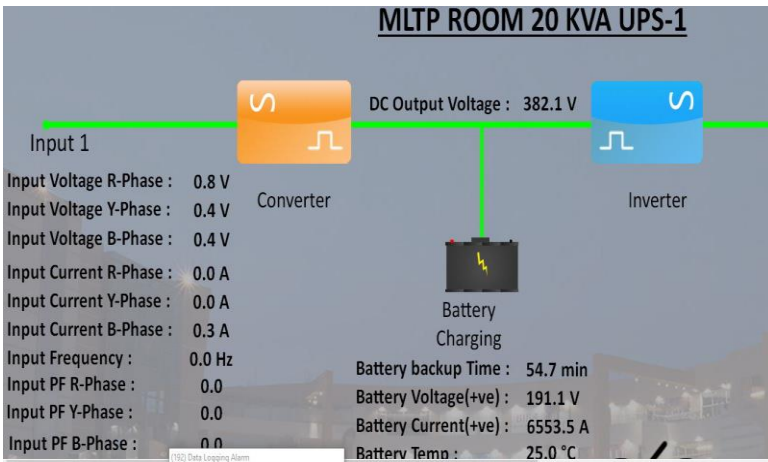 MLTP ROOM 20 KVA UPS-1
DC Output Voltage : 382.1 V
Input 1
Converter
Inverter
Input Voltage R-Phase : 0.8 V
Input Voltage Y-Phase : 0.4 V
Input Voltage B-Phase : 0.4 V
Input Current R-Phase : 0.0 A
Input Current Y-Phase : 0.0 A
Input Current B-Phase : 0.3 A
Input Frequency : 0.0 Hz
Input PF R-Phase : 0.0
Input PF Y-Phase : 0.0
Input PF B-Phase : 0.0
Battery
Charging
Battery backup Time : 54.7 min
Battery Voltage(+ve) : 191.1 V
Battery Current(+ve) : 6553.5 A
Battery Temp : 25.0 °C
(192) Data Logging Alarm